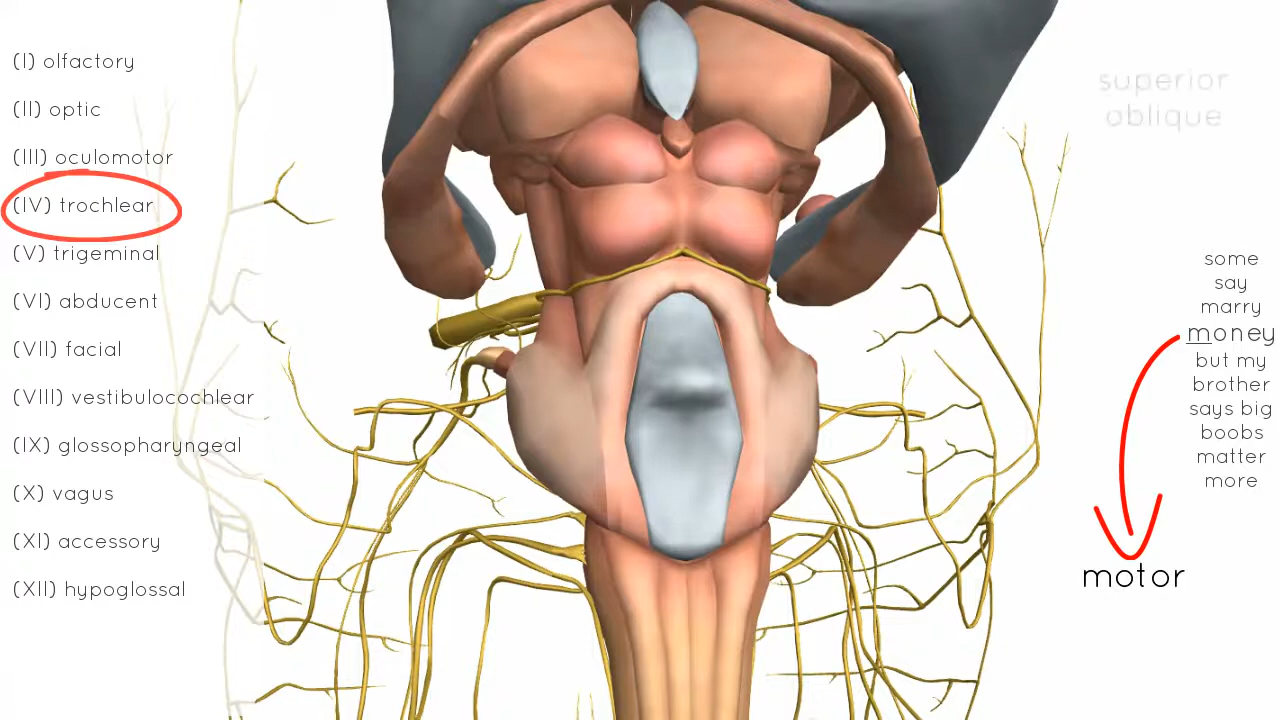 (I) olfactory
(II) optic
(III) oculomotor
(IV) trochlear
(V) trigeminal
(VI) abducent
(VII) facial
(VIII) vestibulocochlear
(IX) glossopharyngeal
(X) vagus
(XI) accessory
(XII) hypoglossal
superior
oblique
some
say
marry
money
but my
brother
says big
boobs
matter
more
motor